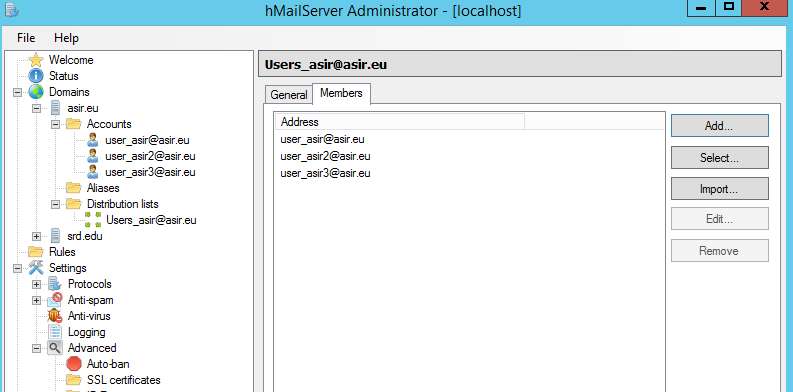 hMailServer Administrator - [localhost]
File Help
Welcome
Status
Domains
asir.eu
Accounts
user_asir@asir.eu
user_asir2@asir.eu
user_asir3@asir.eu
Aliases
Distribution lists
Users_asir@asir.eu
srd.edu
Rules
Settings
Protocols
Anti-spam
Anti-virus
Logging
Advanced
Auto-ban
SSL certificates
Users_asir@asir.eu
General Members
Address
user_asir@asir.eu
user_asir2@asir.eu
user_asir3@asir.eu
Add...
Select...
Import...
Edit...
Remove